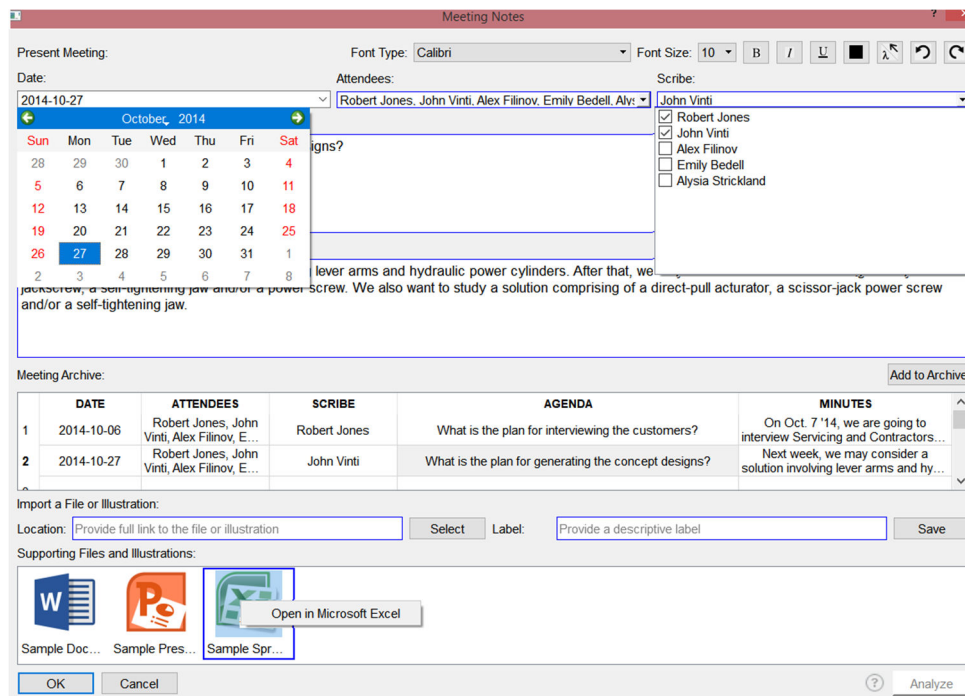 Meeting Notes ?
Present Meeting: Font Type: Calibri Font Size: 10 B I U
Date: Attendees: Scribe:
2014-10-27 Robert Jones, John Vinti, Alex Filinov, Emily Bedell, Aly John Vinti
October, 2014
Sun Mon Tue Wed Thu Fri Sat
28 29 30 1 2 3 4
5 6 7 8 9 10 11
12 13 14 15 16 17 18
19 20 21 22 23 24 25
26 27 28 29 30 31 1
2 3 4 5 6 7 8
Robert Jones
John Vinti
Alex Filinov
Emily Bedell
Alysia Strickland
igns?
lever arms and hydraulic power cylinders. After that, we
jackscrew, a self-tightening jaw and/or a power screw. We also want to study a solution comprising of a direct-pull acturator, a scissor-jack power screw
and/or a self-tightening jaw.
Meeting Archive: Add to Archive
DATE ATTENDEES SCRIBE AGENDA MINUTES
1 2014-10-06 Robert Jones, John Vinti, Alex Filinov, E... Robert Jones What is the plan for interviewing the customers? On Oct. 7 '14, we are going to interview Servicing and Contractors...
2 2014-10-27 Robert Jones, John Vinti, Alex Filinov, E... John Vinti What is the plan for generating the concept designs? Next week, we may consider a solution involving lever arms and hy...
Import a File or Illustration:
Location: Provide full link to the file or illustration Select Label: Provide a descriptive label Save
Supporting Files and Illustrations:
W P X
Open in Microsoft Excel
Sample Doc... Sample Pres... Sample Spr...
OK Cancel ? Analyze